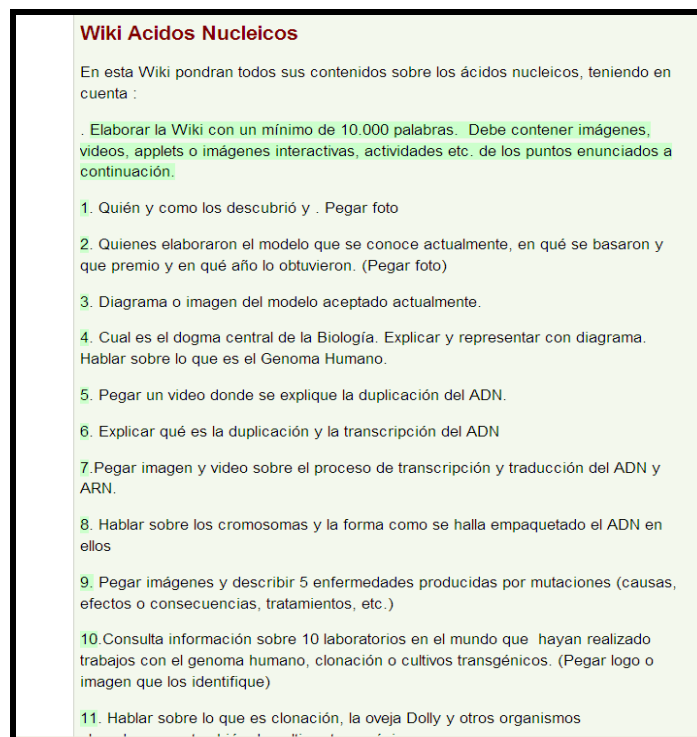 Wiki Acidos Nucleicos
En esta Wiki pondran todos sus contenidos sobre los ácidos nucleicos, teniendo en
cuenta :
. Elaborar la Wiki con un mínimo de 10.000 palabras.  Debe contener imágenes,
videos, applets o imágenes interactivas, actividades etc. de los puntos enunciados a
continuación.
1. Quién y como los descubrió y . Pegar foto
2. Quienes elaboraron el modelo que se conoce actualmente, en qué se basaron y
que premio y en qué año lo obtuvieron. (Pegar foto)
3. Diagrama o imagen del modelo aceptado actualmente.
4. Cual es el dogma central de la Biología. Explicar y representar con diagrama.
Hablar sobre lo que es el Genoma Humano.
5. Pegar un video donde se explique la duplicación del ADN.
6. Explicar qué es la duplicación y la transcripción del ADN
7.Pegar imagen y video sobre el proceso de transcripción y traducción del ADN y
ARN.
8. Hablar sobre los cromosomas y la forma como se halla empaquetado el ADN en
ellos
9. Pegar imágenes y describir 5 enfermedades producidas por mutaciones (causas,
efectos o consecuencias, tratamientos, etc.)
10.Consulta información sobre 10 laboratorios en el mundo que  hayan realizado
trabajos con el genoma humano, clonación o cultivos transgénicos. (Pegar logo o
imagen que los identifique)
11. Hablar sobre lo que es clonación, la oveja Dolly y otros organismos